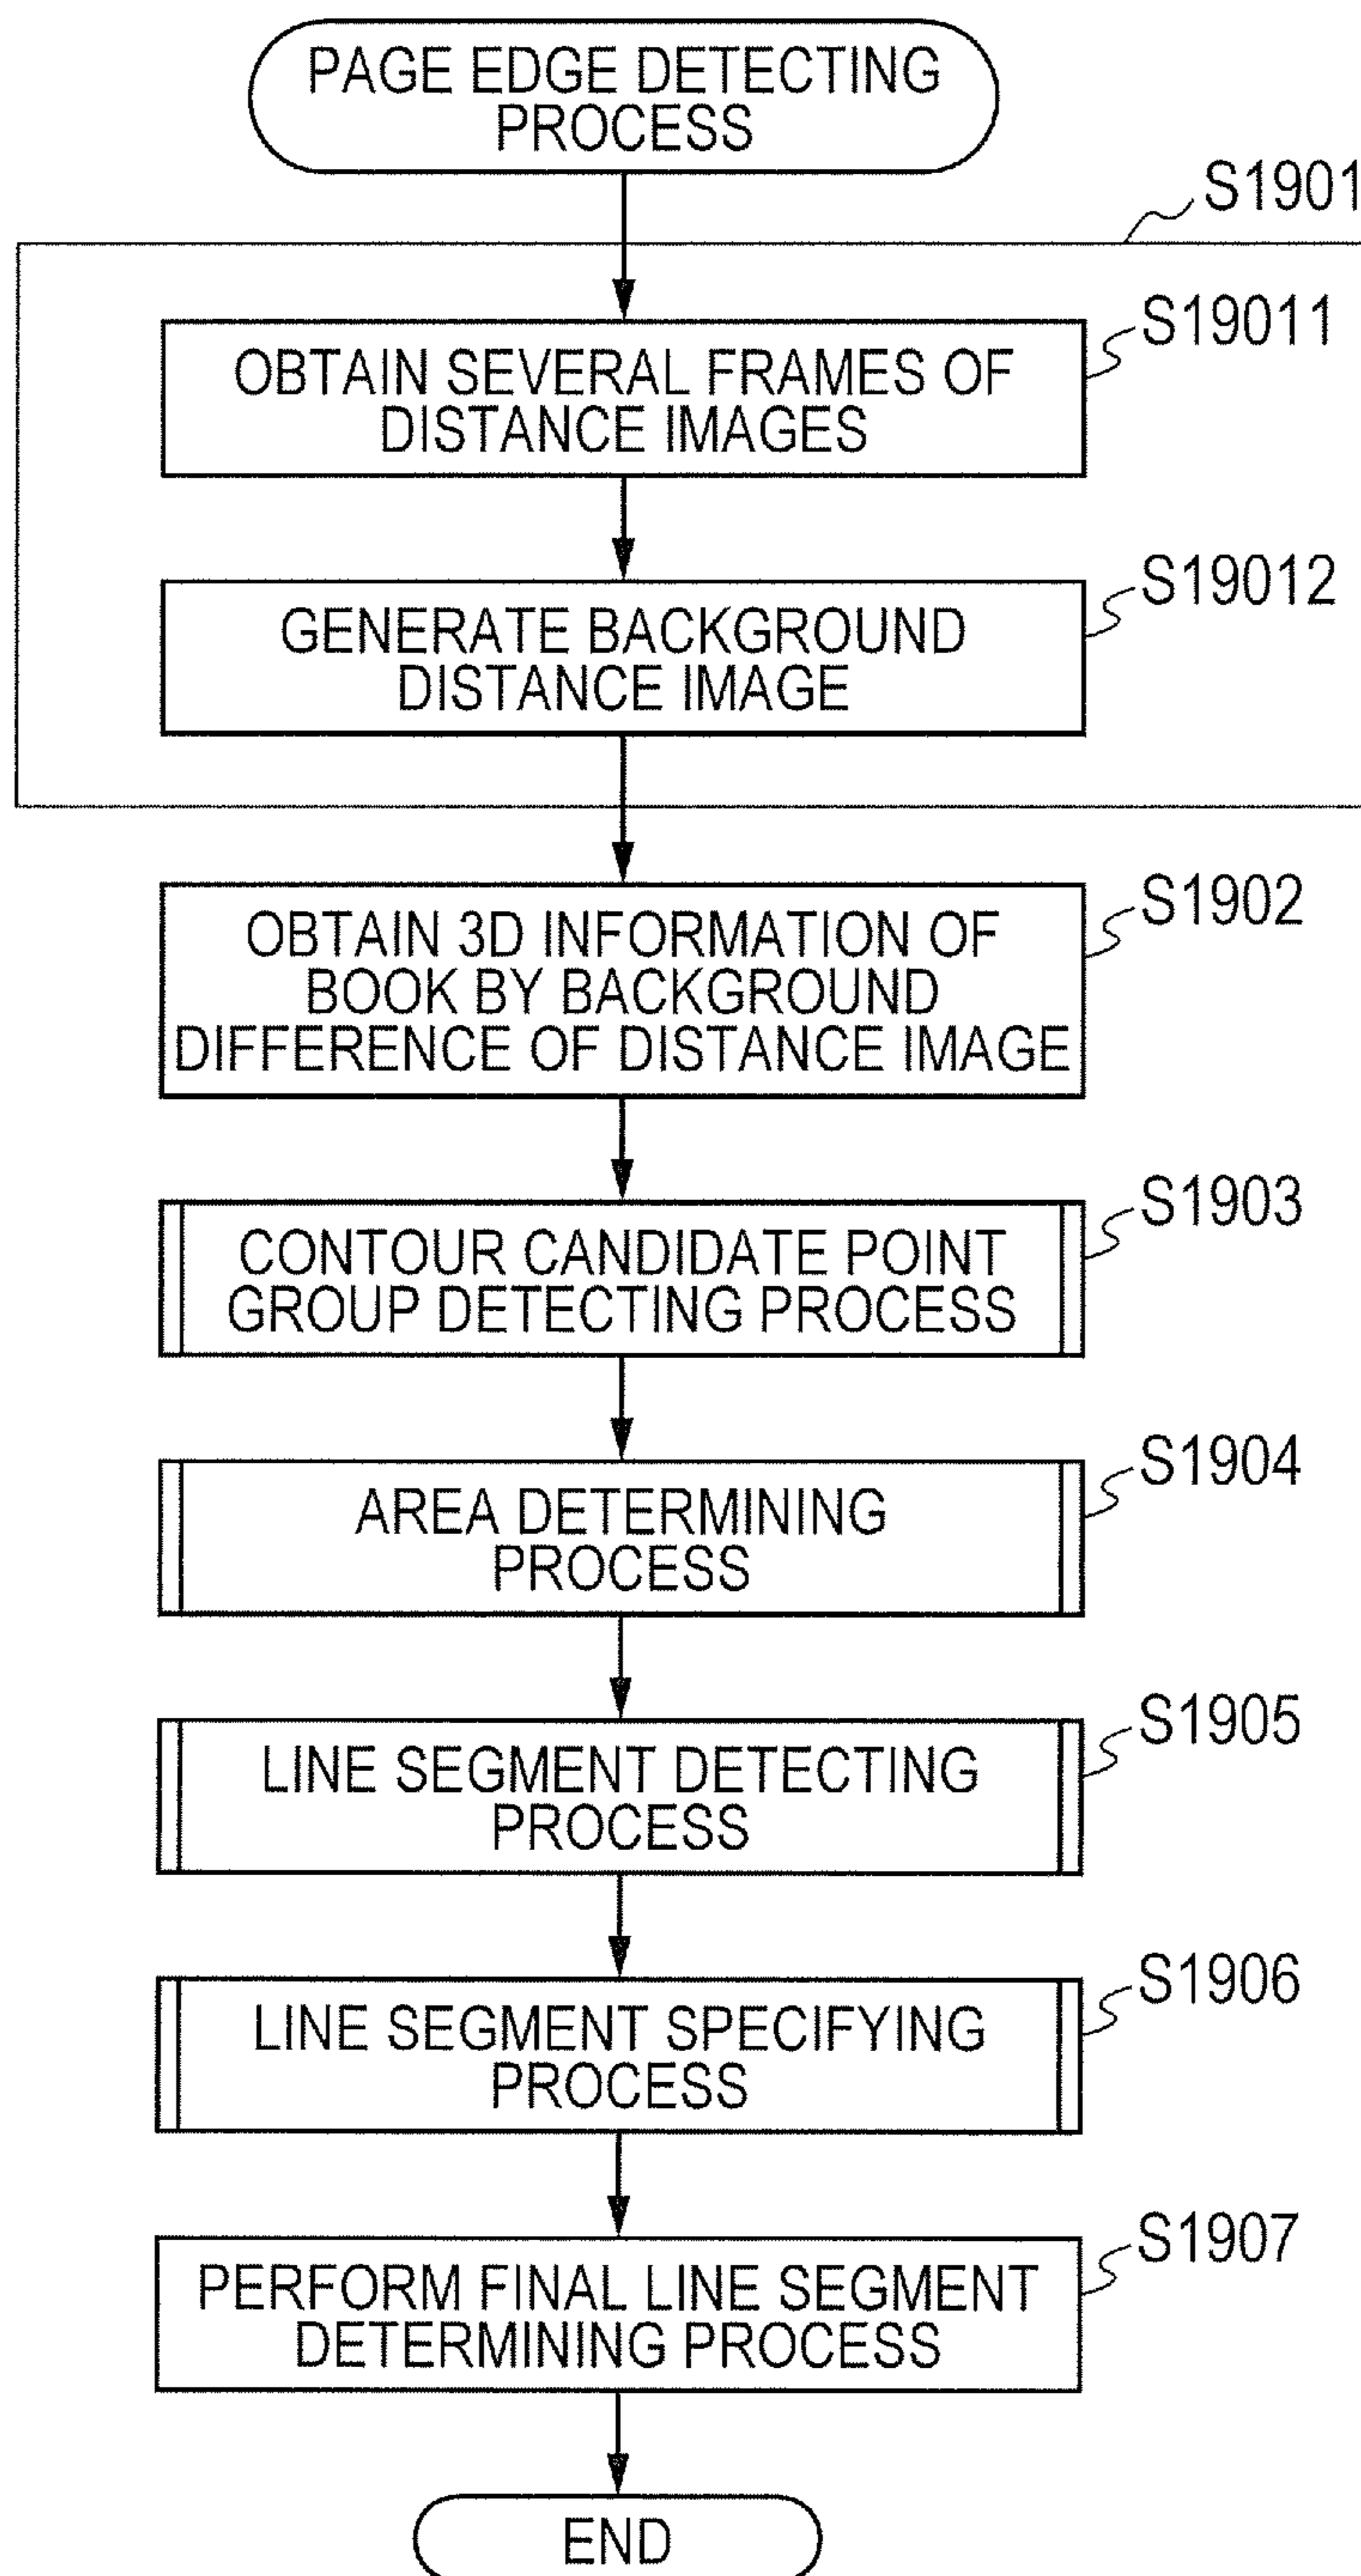 PAGE EDGE DETECTING
PROCESS
S1901
S19011
OBTAIN SEVERAL FRAMES OF
DISTANCE IMAGES
S19012
GENERATE BACKGROUND
DISTANCE IMAGE
S1902
OBTAIN 3D INFORMATION OF
BOOK BY BACKGROUND
DIFFERENCE OF DISTANCE IMAGE
S1903
CONTOUR CANDIDATE POINT
GROUP DETECTING PROCESS
S1904
AREA DETERMINING
PROCESS
S1905
LINE SEGMENT DETECTING
PROCESS
S1906
LINE SEGMENT SPECIFYING
PROCESS
S1907
PERFORM FINAL LINE SEGMENT
DETERMINING PROCESS
END